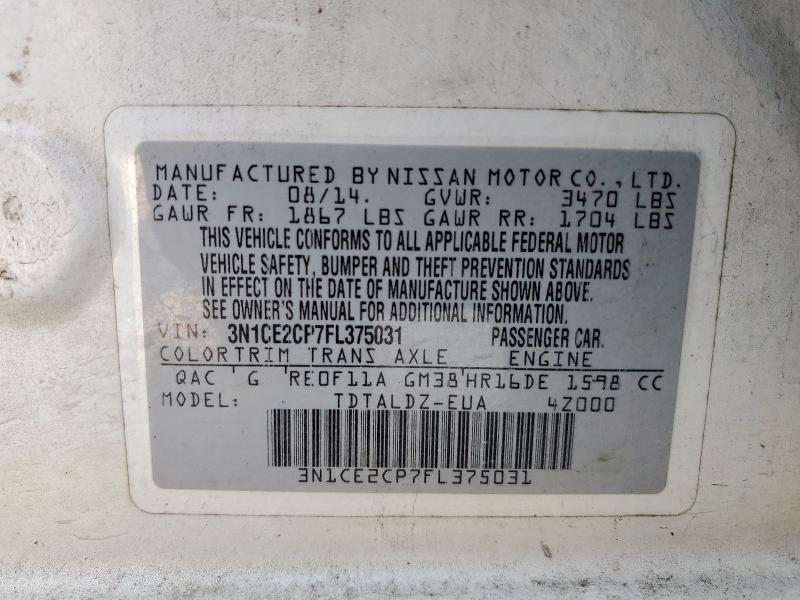 MANUFACTURED BY NISSAN MOTOR CO., LTD.
DATE: 08/14. GVWR: 3470 LBS
GAWR FR: 1867 LBS GAWR RR: 1704 LBS
THIS VEHICLE CONFORMS TO ALL APPLICABLE FEDERAL MOTOR
VEHICLE SAFETY, BUMPER AND THEFT PREVENTION STANDARDS
IN EFFECT ON THE DATE OF MANUFACTURE SHOWN ABOVE.
SEE OWNER'S MANUAL FOR ADDITIONAL INFORMATION.
VIN: 3N1CE2CP7FL375031 PASSENGER CAR.
COLOR TRIM TRANS AXLE ENGINE
QAC G RE0F11A GM38 HR16DE 1598 CC
MODEL: TDTALDZ-EUA 4Z000
3N1CE2CP7FL375031